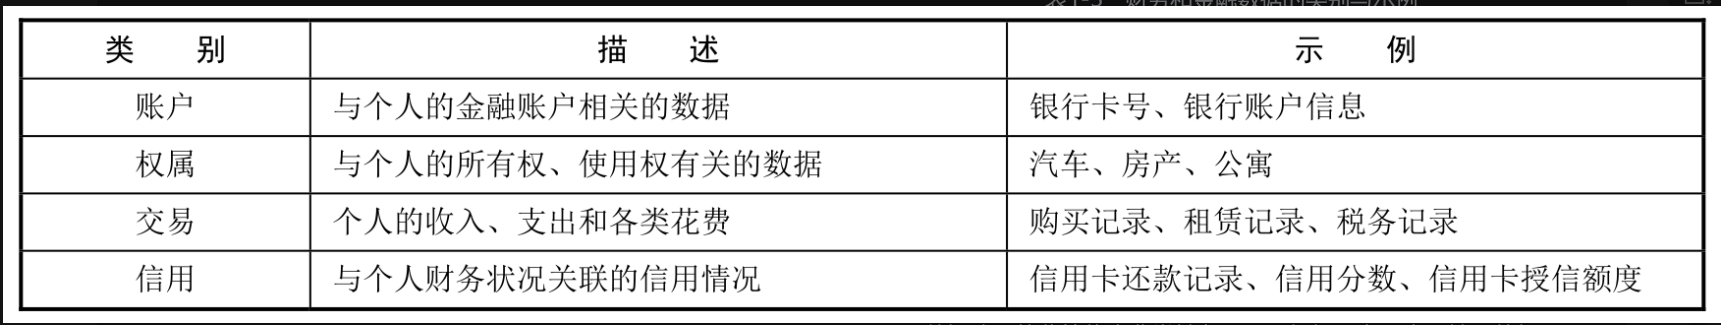 类 别 描 述 示 例
账户 与个人的金融账户相关的数据 银行卡号、银行账户信息
权属 与个人的所有权、使用权有关的数据 汽车、房产、公寓
交易 个人的收入、支出和各类花费 购买记录、租赁记录、税务记录
信用 与个人财务状况关联的信用情况 信用卡还款记录、信用分数、信用卡授信额度